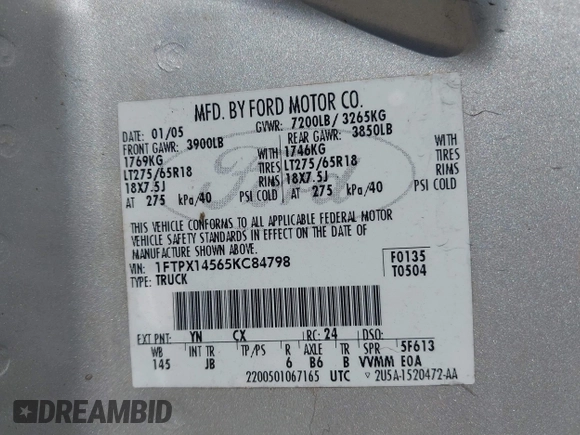 MFD. BY FORD MOTOR CO.
DATE: 01/05 GVWR: 7200LB/ 3265KG
FRONT GAWR: 3900LB REAR GAWR: 3850LB
1769KG WITH 1746KG WITH
LT275/65R18 TIRES LT275/65R18 TIRES
18X7.5J RIMS 18X7.5J RIMS
AT 275 kPa/40 PSI COLD AT 275 kPa/40 PSI COLD
Ford
THIS VEHICLE CONFORMS TO ALL APPLICABLE FEDERAL MOTOR
VEHICLE SAFETY STANDARDS IN EFFECT ON THE DATE OF
MANUFACTURE SHOWN ABOVE.
VIN: 1FTPX14565KC84798 F0135
TYPE: TRUCK T0504
EXT PNT: YN CX RC: 24 DSO:
WB INT TR TP/PS R AXLE TR SPR 5F613
145 JB 6 B6 B VVMM EOA
2200501067165 UTC ▽ 2U5A-1520472-AA
DREAMBID